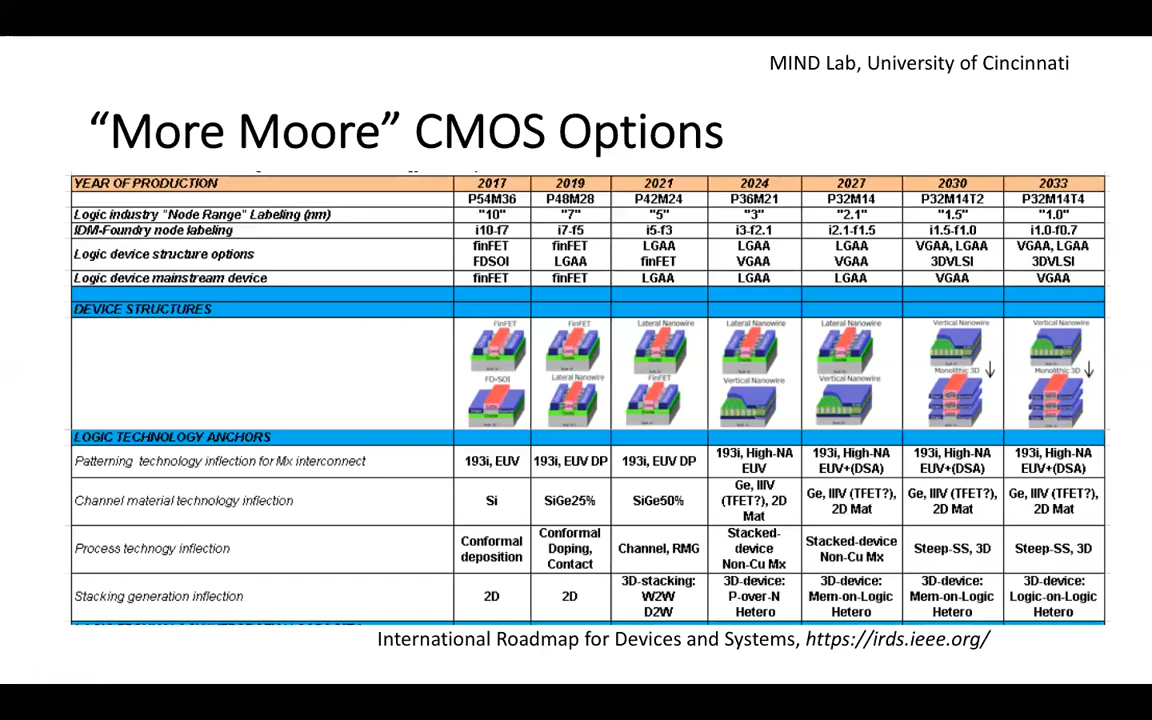 MIND Lab, University of Cincinnati
“More Moore” CMOS Options
YEAR OF PRODUCTION 2017 2019 2021 2024 2027 2030 2033
P54M36 P48M28 P42M24 P36M21 P32M14 P32M14T2 P32M14T4
Logic industry "Node Range" Labeling (nm) "10" "7" "5" "3" "2.1" "1.5" "1.0"
IDM-Foundry node labeling i10-f7 i7-f5 i5-f3 i3-f2.1 i2.1-f1.5 i1.5-f1.0 i1.0-f0.7
Logic device structure options
finFET finFET LGAA LGAA LGAA VGAA, LGAA VGAA, LGAA
FDSOI LGAA finFET VGAA VGAA 3DVLSI 3DVLSI
Logic device mainstream device finFET finFET LGAA LGAA LGAA VGAA VGAA
DEVICE STRUCTURES
FinFET FinFET Lateral Nanowire Lateral Nanowire Lateral Nanowire Vertical Nanowire Vertical Nanowire
FD-SOI Lateral Nanowire FinFET Vertical Nanowire Vertical Nanowire Monolithic 3D Monolithic 3D
LOGIC TECHNOLOGY ANCHORS
Patterning technology inflection for Mx interconnect
193i, EUV
193i, EUV DP
193i, EUV DP
193i, High-NA
EUV
193i, High-NA
EUV+(DSA)
193i, High-NA
EUV+(DSA)
193i, High-NA
EUV+(DSA)
Channel material technology inflection
Si
SiGe25%
SiGe50%
Ge, IIIV
(TFET?), 2D
Mat
Ge, IIIV (TFET?),
2D Mat
Ge, IIIV (TFET?),
2D Mat
Ge, IIIV (TFET?),
2D Mat
Process technogy inflection
Conformal
deposition
Conformal
Doping,
Contact
Channel, RMG
Stacked-
device
Non-Cu Mx
Stacked-device
Non-Cu Mx
Steep-SS, 3D
Steep-SS, 3D
Stacking generation inflection
2D
2D
3D-stacking:
W2W
D2W
3D-device:
P-over-N
Hetero
3D-device:
Mem-on-Logic
Hetero
3D-device:
Mem-on-Logic
Hetero
3D-device:
Logic-on-Logic
Hetero
International Roadmap for Devices and Systems, https://irds.ieee.org/